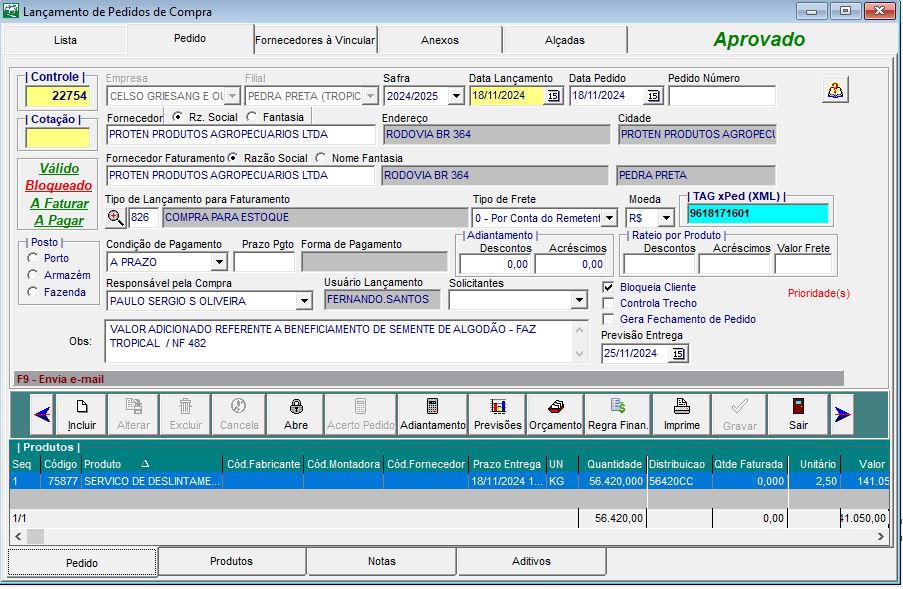 Lançamento de Pedidos de Compra
Lista Pedido Fornecedores à Vincular Anexos Alçadas Aprovado
| Controle | Empresa Filial Safra Data Lançamento Data Pedido Pedido Número
22754 CELSO GRIESANG E OU PEDRA PRETA (TROPIC 2024/2025 18/11/2024 15 18/11/2024 15
| Cotação | Fornecedor Rz. Social Fantasia Endereço Cidade
PROTEN PRODUTOS AGROPECUARIOS LTDA RODOVIA BR 364 PROTEN PRODUTOS AGROPECU
Fornecedor Faturamento Razão Social Nome Fantasia
Válido PROTEN PRODUTOS AGROPECUARIOS LTDA RODOVIA BR 364 PEDRA PRETA
Bloqueado
A Faturar
A Pagar
Tipo de Lançamento para Faturamento Tipo de Frete Moeda | TAG xPed (XML) |
826 COMPRA PARA ESTOQUE 0 - Por Conta do Remetent R$ 9618171601
| Posto | Condição de Pagamento Prazo Pgto Forma de Pagamento | Adiantamento | | Rateio por Produto |
Descontos Acréscimos Descontos Acréscimos Valor Frete
Porto A PRAZO 0,00 0,00
Armazém Responsável pela Compra Usuário Lançamento Solicitantes Bloqueia Cliente Prioridade(s)
Fazenda PAULO SERGIO S OLIVEIRA FERNANDO.SANTOS Controla Trecho
Gera Fechamento de Pedido
Obs: VALOR ADICIONADO REFERENTE A BENEFICIAMENTO DE SEMENTE DE ALGODÃO - FAZ
TROPICAL / NF 482
Previsão Entrega
25/11/2024 15
F9 - Envia e-mail
Incluir Alterar Excluir Cancela Abre Acerto Pedido Adiantamento Previsões Orçamento Regra Finan. Imprime Gravar Sair
| Produtos |
Seq Código Produto Cód.Fabricante Cód.Montadora Cód.Fornecedor Prazo Entrega UN Quantidade Distribuicao Qtde Faturada Unitário Valor
1 75877 SERVICO DE DESLINTAME... 18/11/2024 1... KG 56.420,000 56420CC 0,000 2,50 141.05
1/1 56.420,00 0,00 41.050,00
Pedido Produtos Notas Aditivos